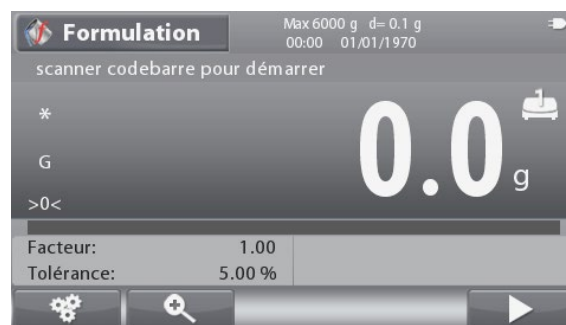 Formulation
Max 6000 g d= 0.1 g
00:00 01/01/1970
scanner codebarre pour démarrer
*
G
>0<
0.0 g
1
Facteur: 1.00
Tolérance: 5.00 %